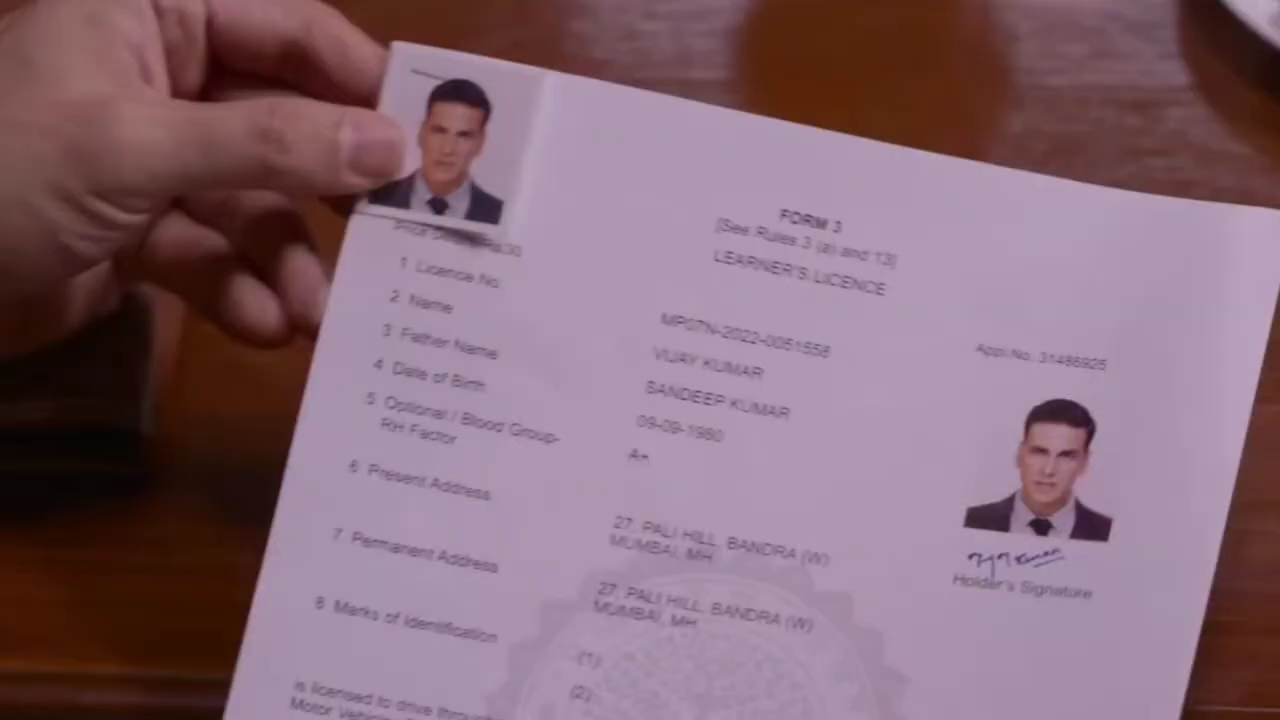 FORM 3
[See Rules 3 (a) and 13]
LEARNER'S LICENCE
1 Licence No. MP07N-2022-0051558
Appl.No. 31486925
2 Name VIJAY KUMAR
3 Father Name SANDEEP KUMAR
4 Date of Birth 09-09-1980
5 Optional / Blood Group- A+
RH Factor
6 Present Address 27, PALI HILL, BANDRA (W)
MUMBAI, MH
Holder's Signature
7 Permanent Address 27, PALI HILL, BANDRA (W)
MUMBAI, MH
8 Marks of Identification (1)
(2)
is licensed to drive
Motor